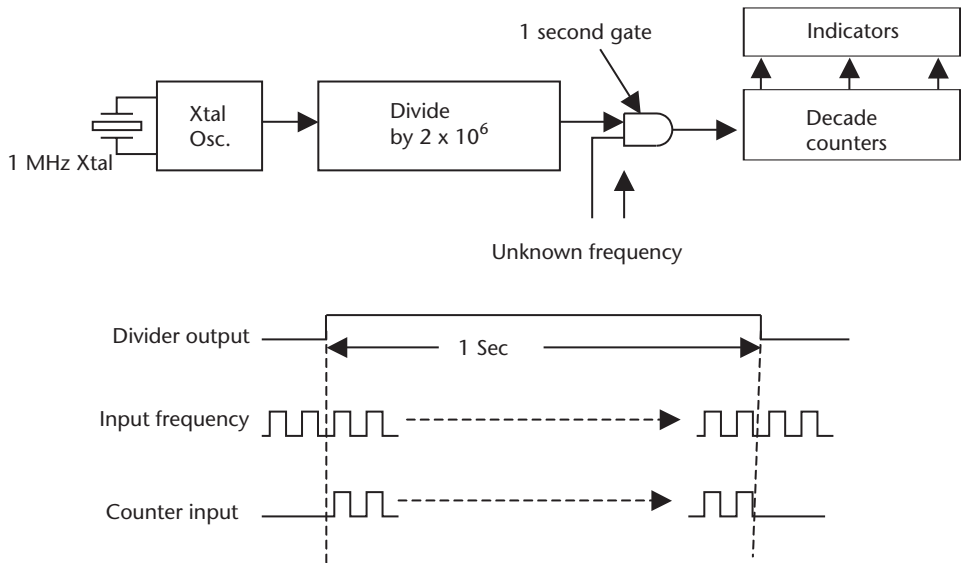 1 second gate
Indicators
Xtal
Osc.
Divide
by 2 x 10⁶
Decade
counters
1 MHz Xtal
Unknown frequency
Divider output
1 Sec
Input frequency
Counter input